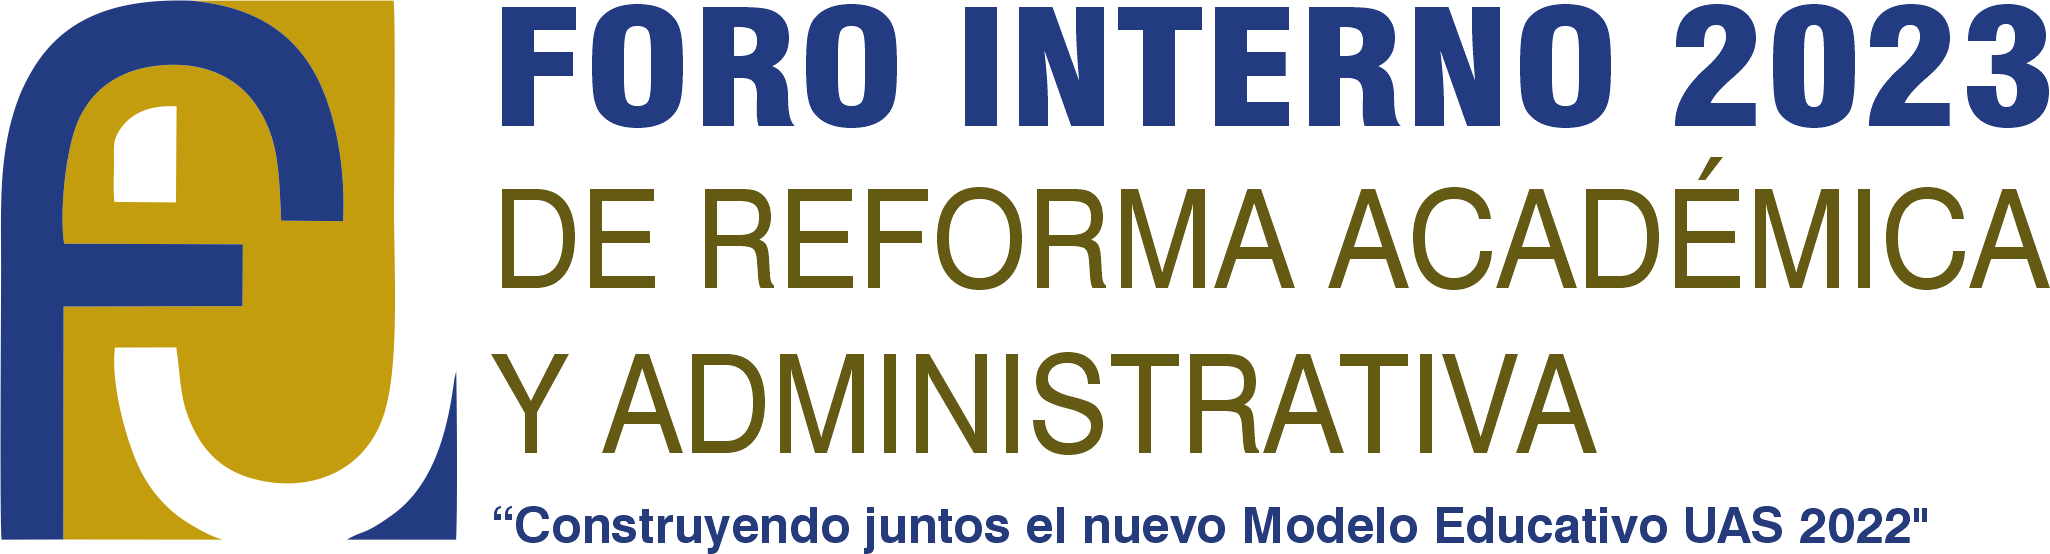 FORO INTERNO 2023
DE REFORMA ACADÉMICA
Y ADMINISTRATIVA
“Construyendo juntos el nuevo Modelo Educativo UAS 2022"